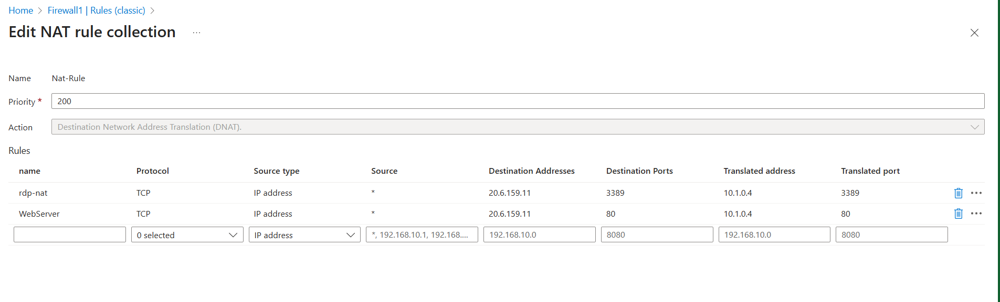 Home > Firewall1 | Rules (classic) >
Edit NAT rule collection ...
Name Nat-Rule
Priority * 200
Action Destination Network Address Translation (DNAT).
Rules
name Protocol Source type Source Destination Addresses Destination Ports Translated address Translated port
rdp-nat TCP IP address * 20.6.159.11 3389 10.1.0.4 3389
WebServer TCP IP address * 20.6.159.11 80 10.1.0.4 80
0 selected IP address *, 192.168.10.1, 192.168.... 192.168.10.0 8080 192.168.10.0 8080